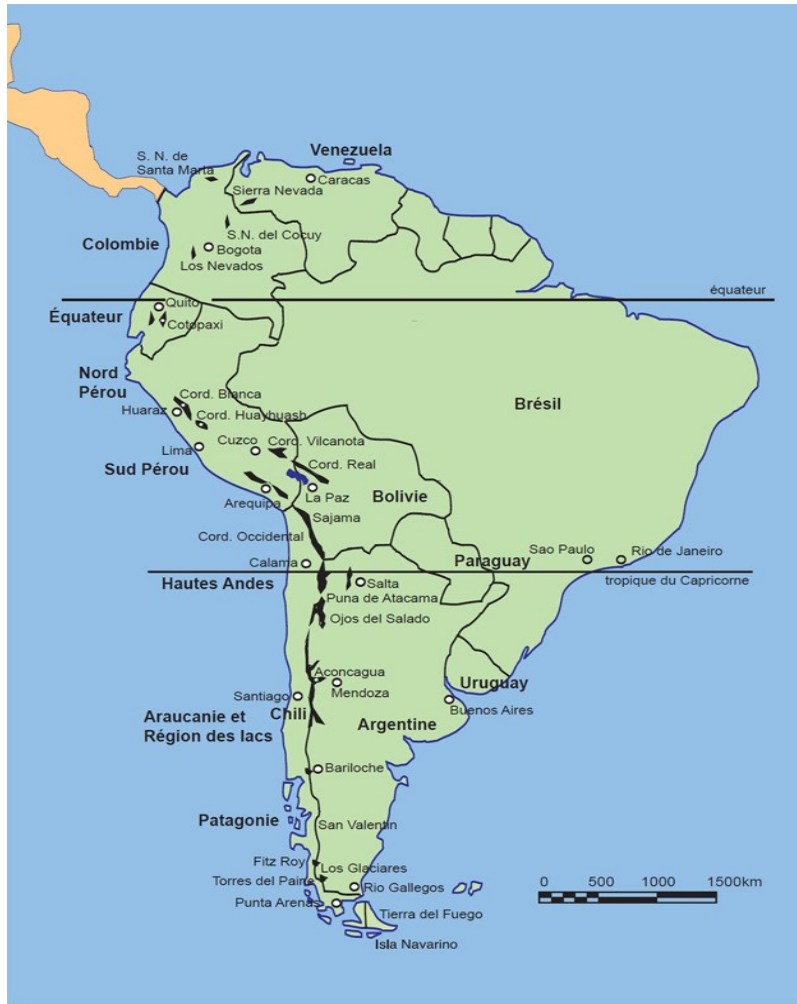 Venezuela
S. N. de
Santa Marta
Caracas
Sierra Nevada
S.N. del Cocuy
Colombie
Bogota
Los Nevados
équateur
Quito
Équateur
Cotopaxi
Nord
Pérou
Cord. Blanca
Brésil
Huaraz
Cord. Huayhuash
Cuzco
Cord. Vilcanota
Lima
Cord. Real
Sud Pérou
La Paz
Bolivie
Arequipa
Sajama
Cord. Occidental
Sao Paulo
Rio de Janeiro
Paraguay
Calama
Hautes Andes
Salta
tropique du Capricorne
Puna de Atacama
Ojos del Salado
Aconcagua
Uruguay
Santiago
Mendoza
Buenos Aires
Chili
Araucanie et
Région des lacs
Argentine
Bariloche
Patagonie
San Valentin
Fitz Roy
Los Glaciares
Torres del Paine
Rio Gallegos
0 500 1000 1500km
Punta Arenas
Tierra del Fuego
Isla Navarino